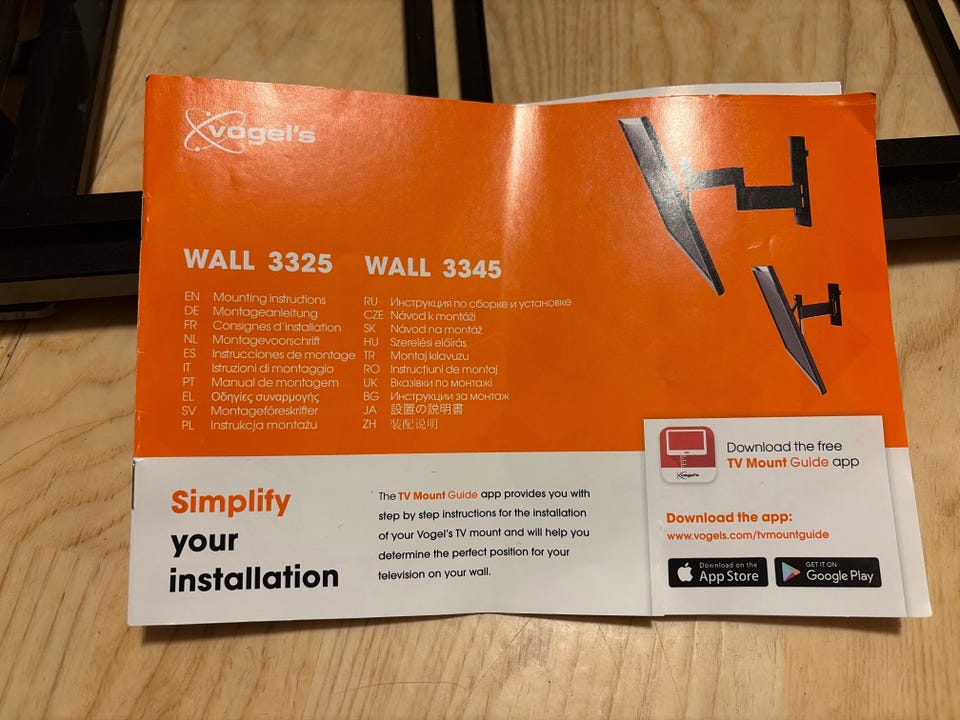 vogel's
WALL 3325
WALL 3345
EN Mounting instructions
DE Montageanleitung
FR Consignes d'installation
NL Montagevoorschrift
ES Instrucciones de montage
IT Istruzioni di montaggio
PT Manual de montagem
EL Οδηγίες συναρμογής
SV Montageföreskrifter
PL Instrukcja montażu
RU Инструкция по сборке и установке
CZE Návod k montáži
SK Návod na montáž
HU Szerelési előírás
TR Montaj kılavuzu
RO Instrucțiuni de montaj
UK Вказівки по монтажі
BG Инструкции за монтаж
JA 設置の説明書
ZH 装配说明
Simplify
your
installation
The TV Mount Guide app provides you with
step by step instructions for the installation
of your Vogel's TV mount and will help you
determine the perfect position for your
television on your wall.
vogel's
Download the free
TV Mount Guide app
Download the app:
www.vogels.com/tvmountguide
Download on the
App Store
GET IT ON
Google Play